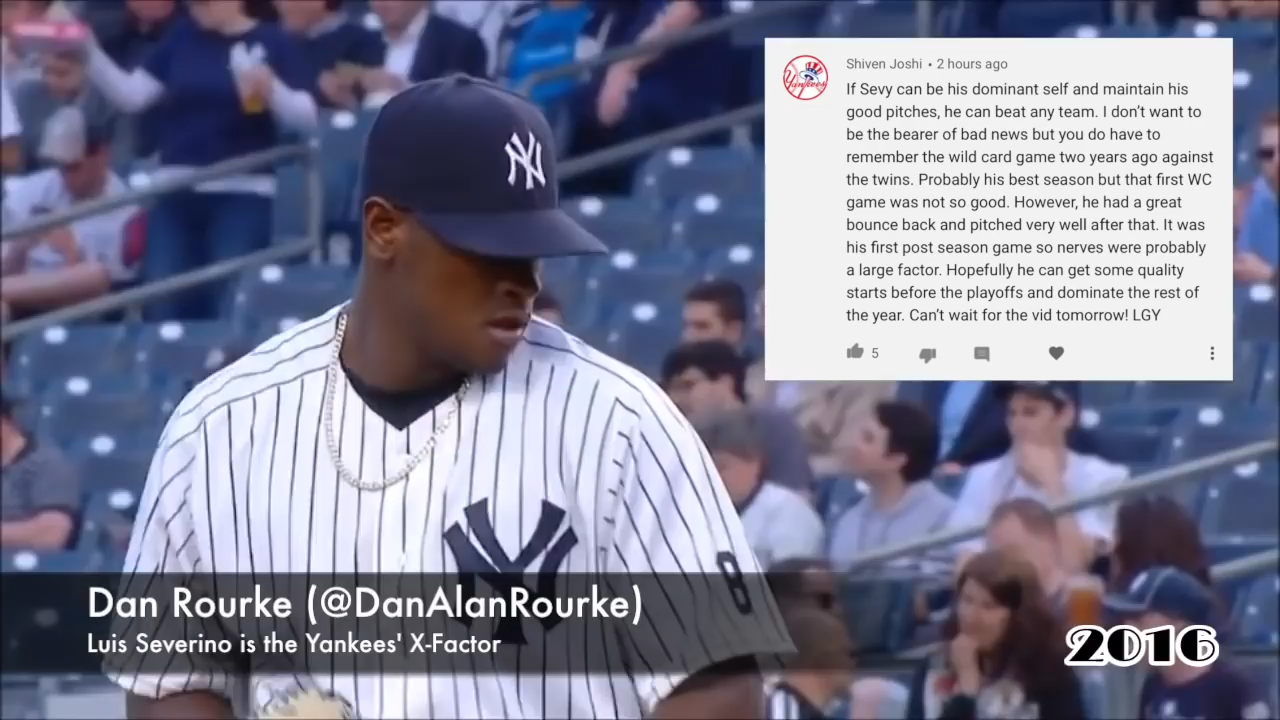 Shiven Joshi • 2 hours ago
If Sevy can be his dominant self and maintain his
good pitches, he can beat any team. I don't want to
be the bearer of bad news but you do have to
remember the wild card game two years ago against
the twins. Probably his best season but that first WC
game was not so good. However, he had a great
bounce back and pitched very well after that. It was
his first post season game so nerves were probably
a large factor. Hopefully he can get some quality
starts before the playoffs and dominate the rest of
the year. Can't wait for the vid tomorrow! LGY
5
Yankees
NY
NY
8
Dan Rourke (@DanAlanRourke)
Luis Severino is the Yankees' X-Factor
2016